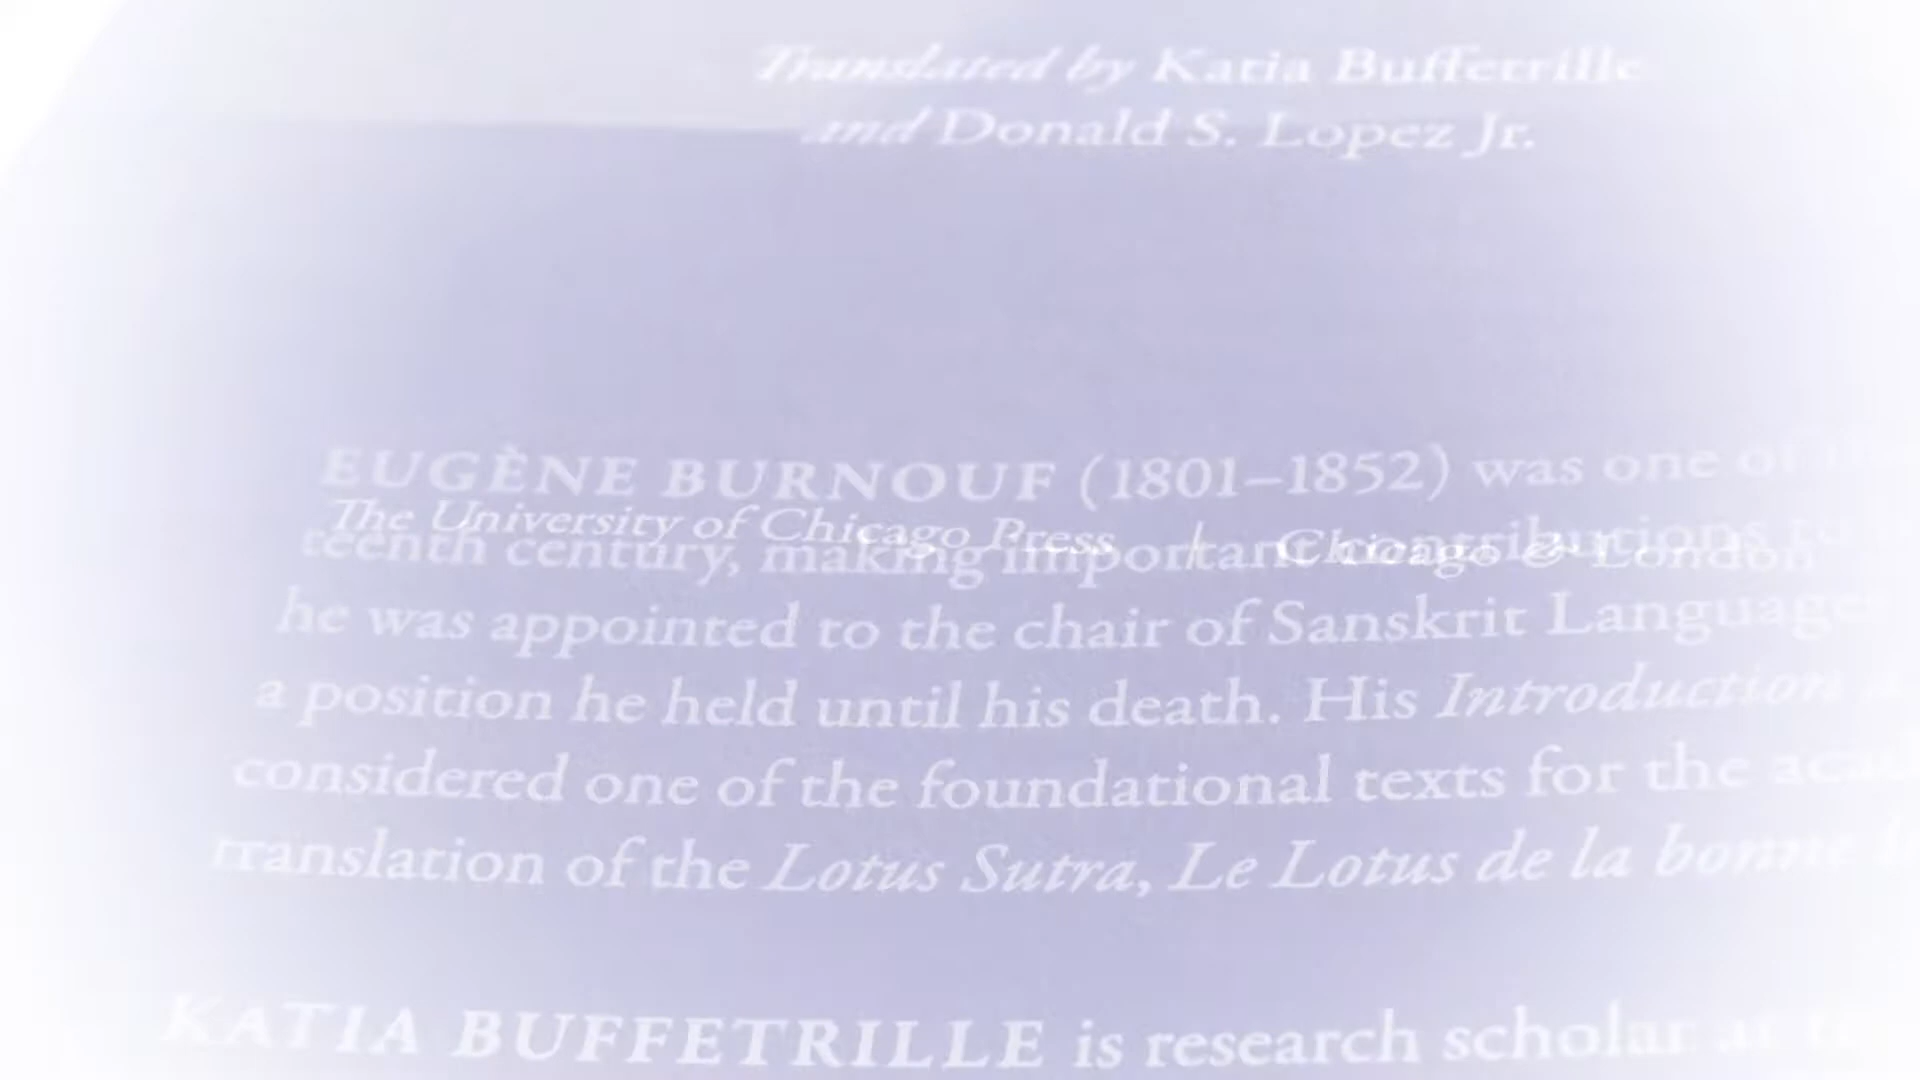 Translated by Katia Buffetrille
and Donald S. Lopez Jr.
EUGÈNE BURNOUF (1801–1852) was one of
The University of Chicago Press / Chicago & London
teenth century, making important contributions
he was appointed to the chair of Sanskrit Language
a position he held until his death. His Introduction
considered one of the foundational texts for the
translation of the Lotus Sutra, Le Lotus de la bonne
KATIA BUFFETRILLE is research scholar at